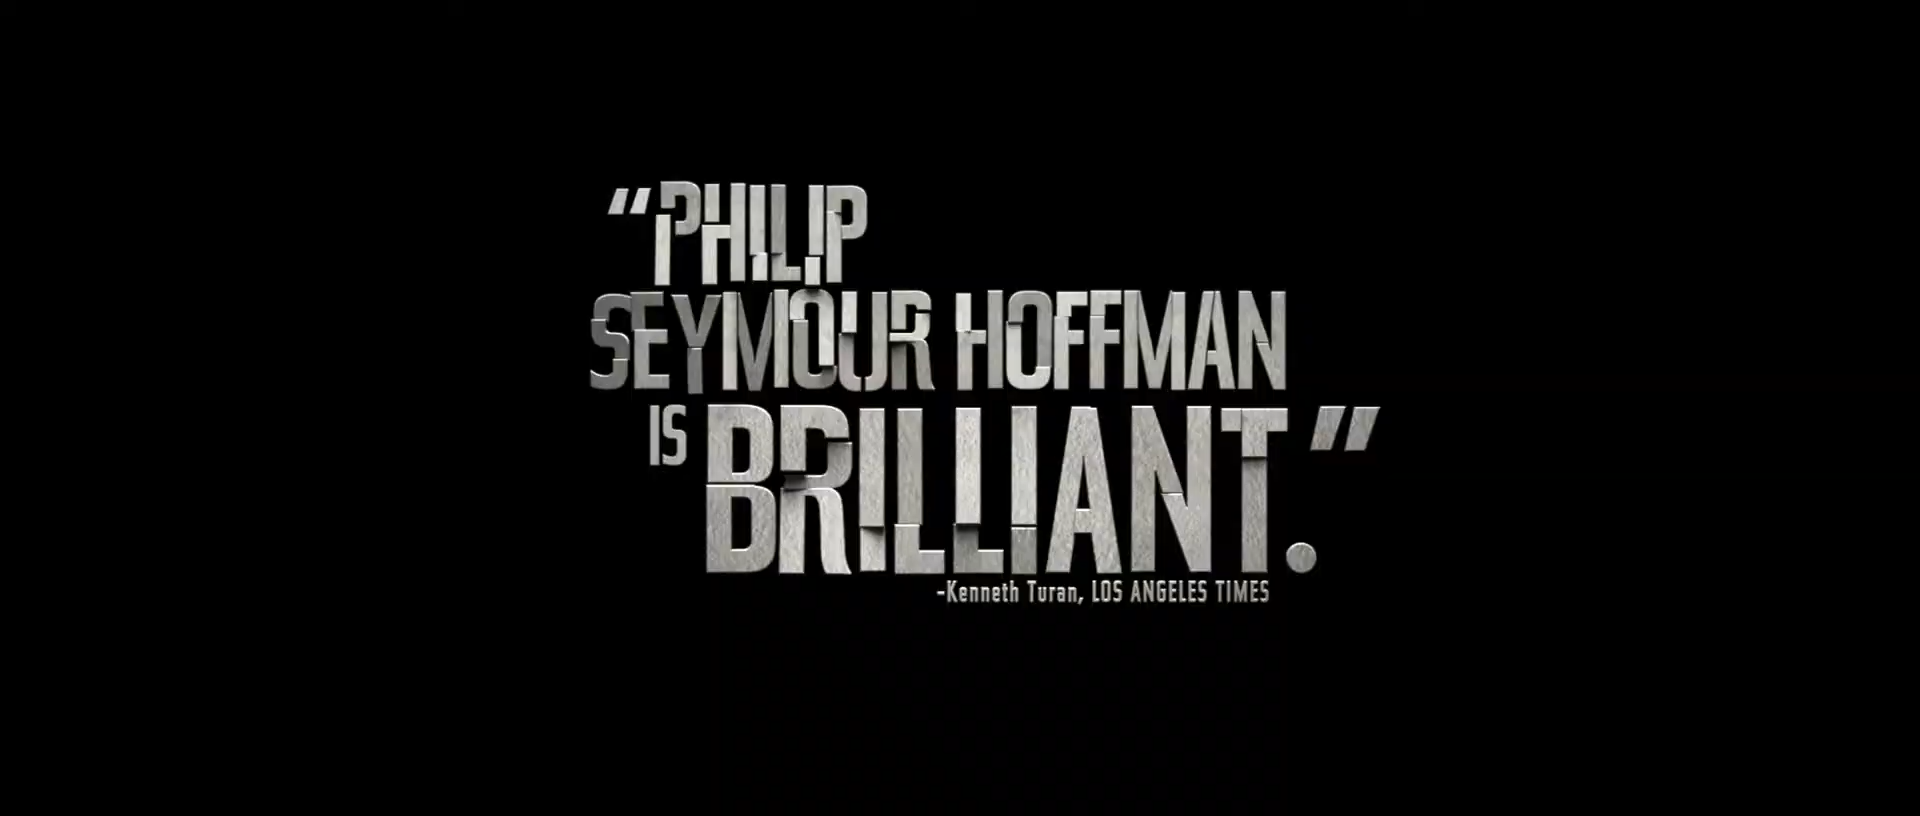 “PHILIP
SEYMOUR HOFFMAN
IS BRILLIANT.”
-Kenneth Turan, LOS ANGELES TIMES